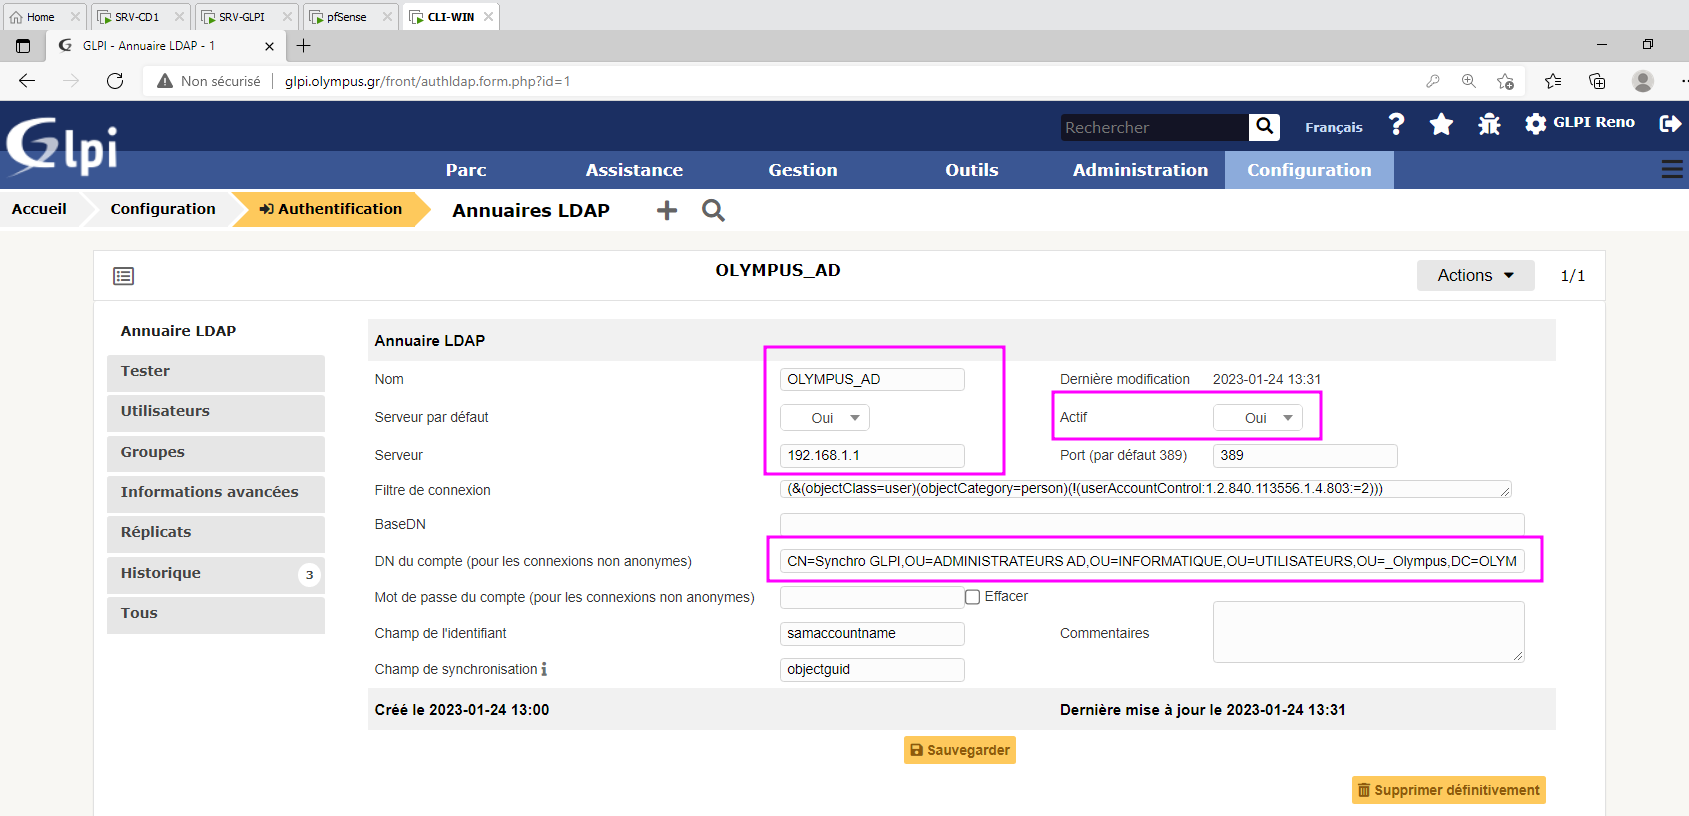 Home
SRV-CD1
SRV-GLPI
pfSense
CLI-WIN
GLPI - Annuaire LDAP - 1
Non sécurisé
glpi.olympus.gr/front/authldap.form.php?id=1
Glpi
Rechercher
Français
GLPI Reno
Parc
Assistance
Gestion
Outils
Administration
Configuration
Accueil
Configuration
Authentification
Annuaires LDAP
OLYMPUS_AD
Actions
1/1
Annuaire LDAP
Tester
Utilisateurs
Groupes
Informations avancées
Réplicats
Historique 3
Tous
Annuaire LDAP
Nom OLYMPUS_AD Dernière modification 2023-01-24 13:31
Serveur par défaut Oui Actif Oui
Serveur 192.168.1.1 Port (par défaut 389) 389
Filtre de connexion (&(objectClass=user)(objectCategory=person)(!(userAccountControl:1.2.840.113556.1.4.803:=2)))
BaseDN
DN du compte (pour les connexions non anonymes) CN=Synchro GLPI,OU=ADMINISTRATEURS AD,OU=INFORMATIQUE,OU=UTILISATEURS,OU=_Olympus,DC=OLYM
Mot de passe du compte (pour les connexions non anonymes) Effacer
Champ de l'identifiant samaccountname Commentaires
Champ de synchronisation objectguid
Créé le 2023-01-24 13:00 Dernière mise à jour le 2023-01-24 13:31
Sauvegarder
Supprimer définitivement